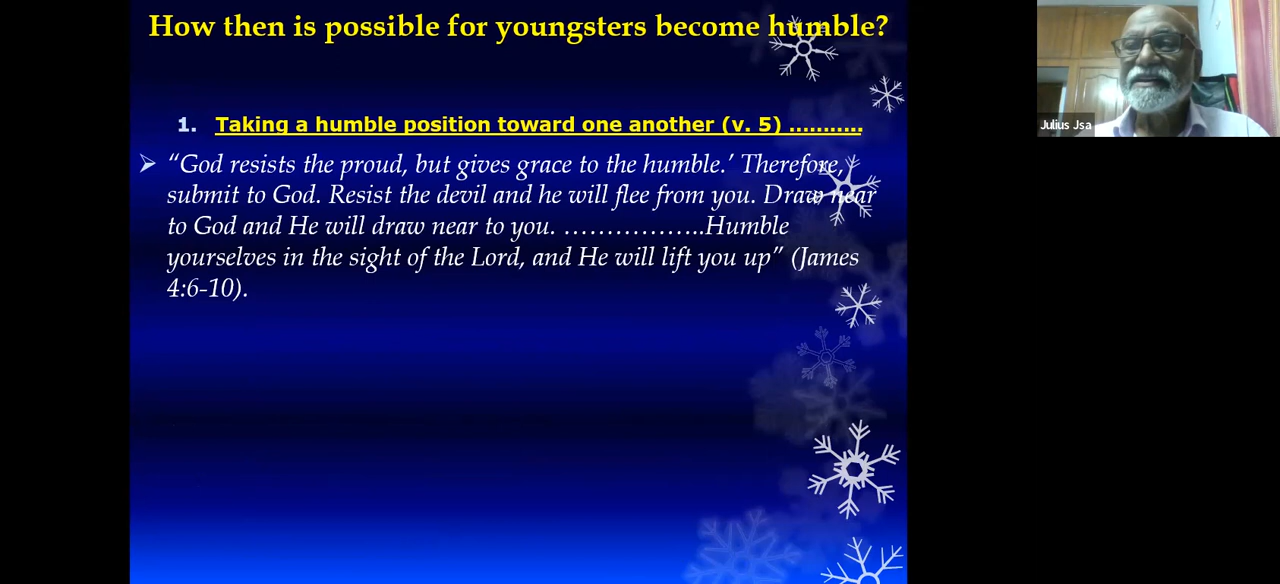 How then is possible for youngsters become humble?
1. Taking a humble position toward one another (v. 5) ...........
“God resists the proud, but gives grace to the humble.’ Therefore,
submit to God. Resist the devil and he will flee from you. Draw near
to God and He will draw near to you. ……………..Humble
yourselves in the sight of the Lord, and He will lift you up” (James
4:6-10).
Julius Jsa